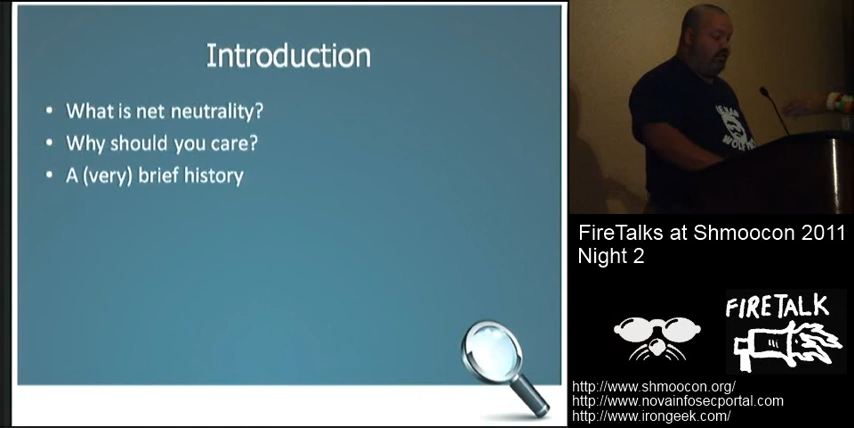 Introduction
• What is net neutrality?
• Why should you care?
• A (very) brief history
FireTalks at Shmoocon 2011
Night 2
FIRETALK
http://www.shmoocon.org/
http://www.novainfosecportal.com
http://www.irongeek.com/